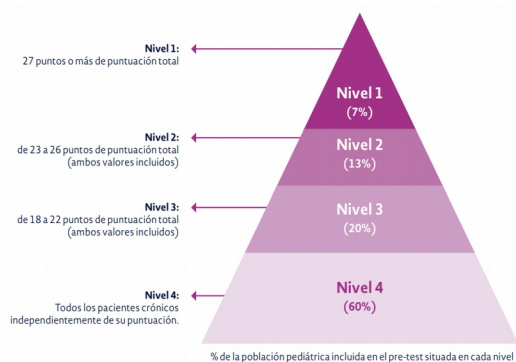 Nivel 1:
27 puntos o más de puntuación total
Nivel 1
(7%)
Nivel 2:
de 23 a 26 puntos de puntuación total
(ambos valores incluidos)
Nivel 2
(13%)
Nivel 3:
de 18 a 22 puntos de puntuación total
(ambos valores incluidos)
Nivel 3
(20%)
Nivel 4:
Todos los pacientes crónicos
independientemente de su puntuación.
Nivel 4
(60%)
% de la población pediátrica incluida en el pre-test situada en cada nivel